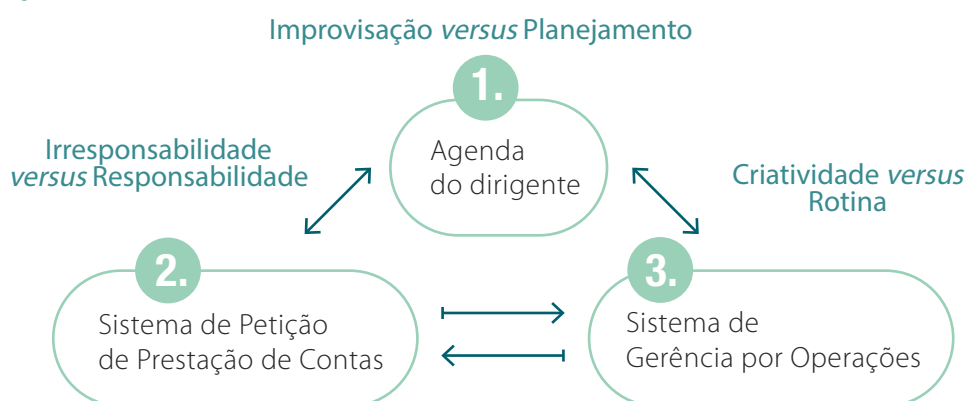 Improvisação versus Planejamento
1.
Agenda
do dirigente
Irresponsabilidade
versus Responsabilidade
Criatividade versus
Rotina
2.
Sistema de Petição
de Prestação de Contas
3.
Sistema de
Gerência por Operações